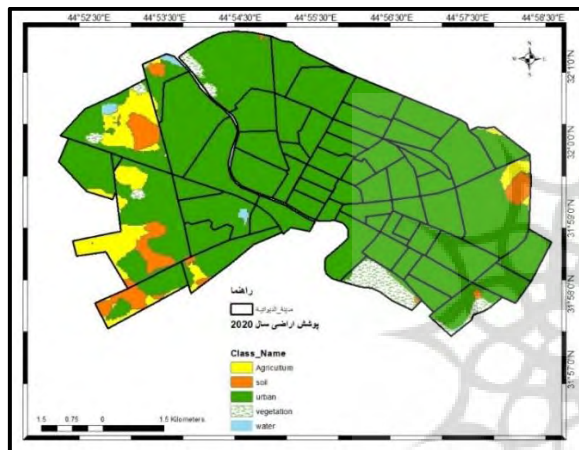 44°52'30"E 44°53'30"E 44°54'30"E 44°55'30"E 44°56'30"E 44°57'30"E 44°58'30"E
32°1'0"N
32°0'0"N
31°59'0"N
31°58'0"N
31°57'0"N
راهنما
مدينة_الديوانية
پوشش اراضی سال 2020
Class_Name
Agriculture
soil
urban
vegetation
water
1.5 0.75 0 1.5 Kilometers